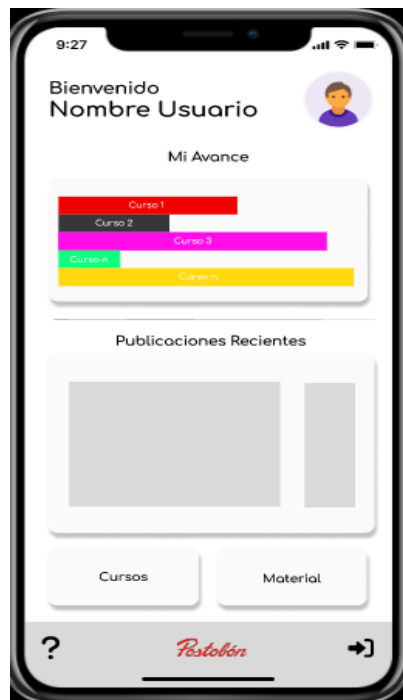 9:27
Bienvenido
Nombre Usuario
Mi Avance
Curso 1
Curso 2
Curso 3
Curso n
Curso n
Publicaciones Recientes
Cursos Material
? Postobón